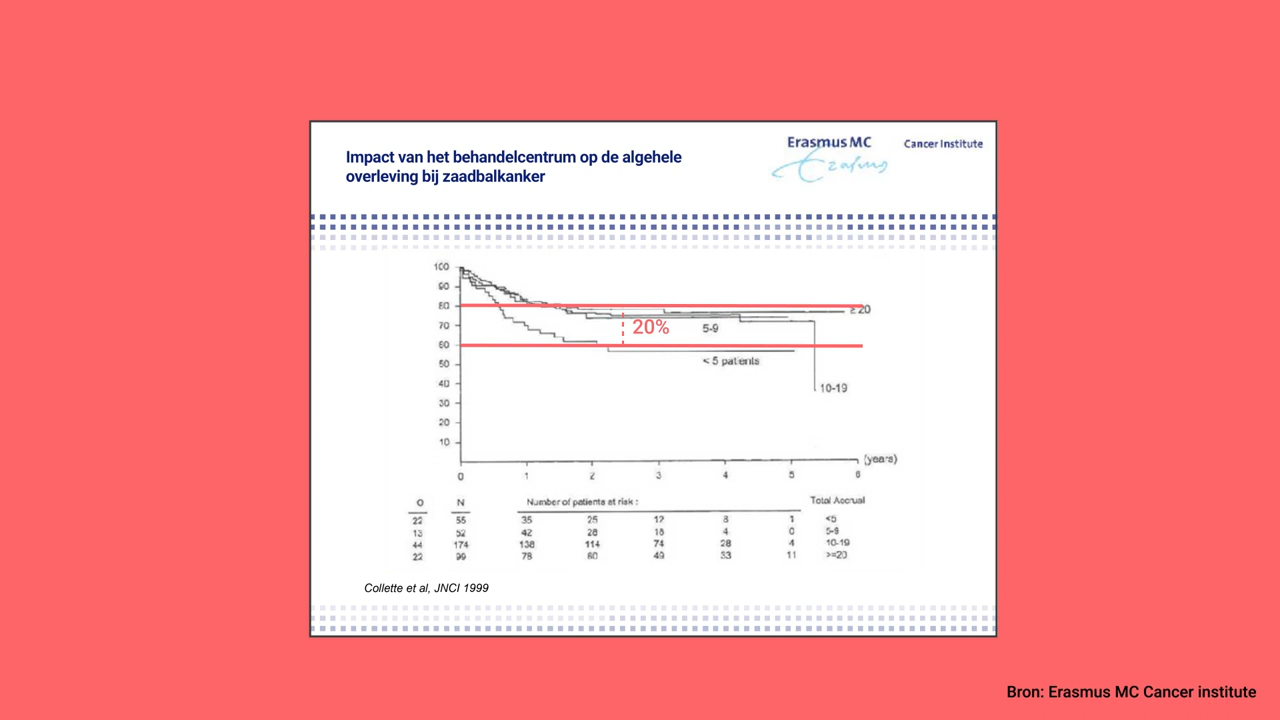 Impact van het behandelcentrum op de algehele
overleving bij zaadbalkanker
Erasmus MC
Cancer Institute
Erasmus
100
90
80
70
60
50
40
30
20
10
≥ 20
20%
5-9
< 5 patients
10-19
(years)
0 1 2 3 4 5 6
O N Number of patients at risk : Total Accrual
22 55 35 25 12 8 1 <5
13 52 42 28 18 4 0 5-9
44 174 138 114 74 28 4 10-19
22 99 78 60 49 33 11 >=20
Collette et al, JNCI 1999
Bron: Erasmus MC Cancer institute